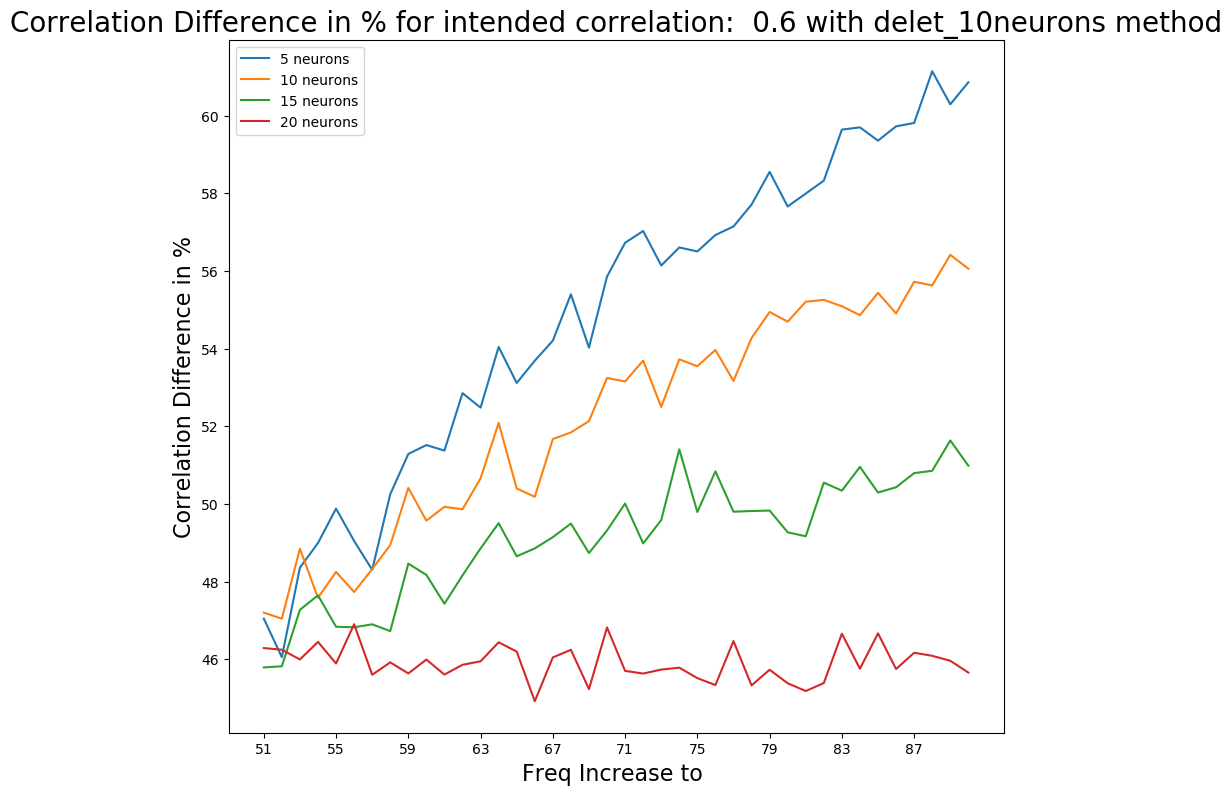 Correlation Difference in % for intended correlation:  0.6 with delet_10neurons method
5 neurons
10 neurons
15 neurons
20 neurons
Correlation Difference in %
60
58
56
54
52
50
48
46
51 55 59 63 67 71 75 79 83 87
Freq Increase to